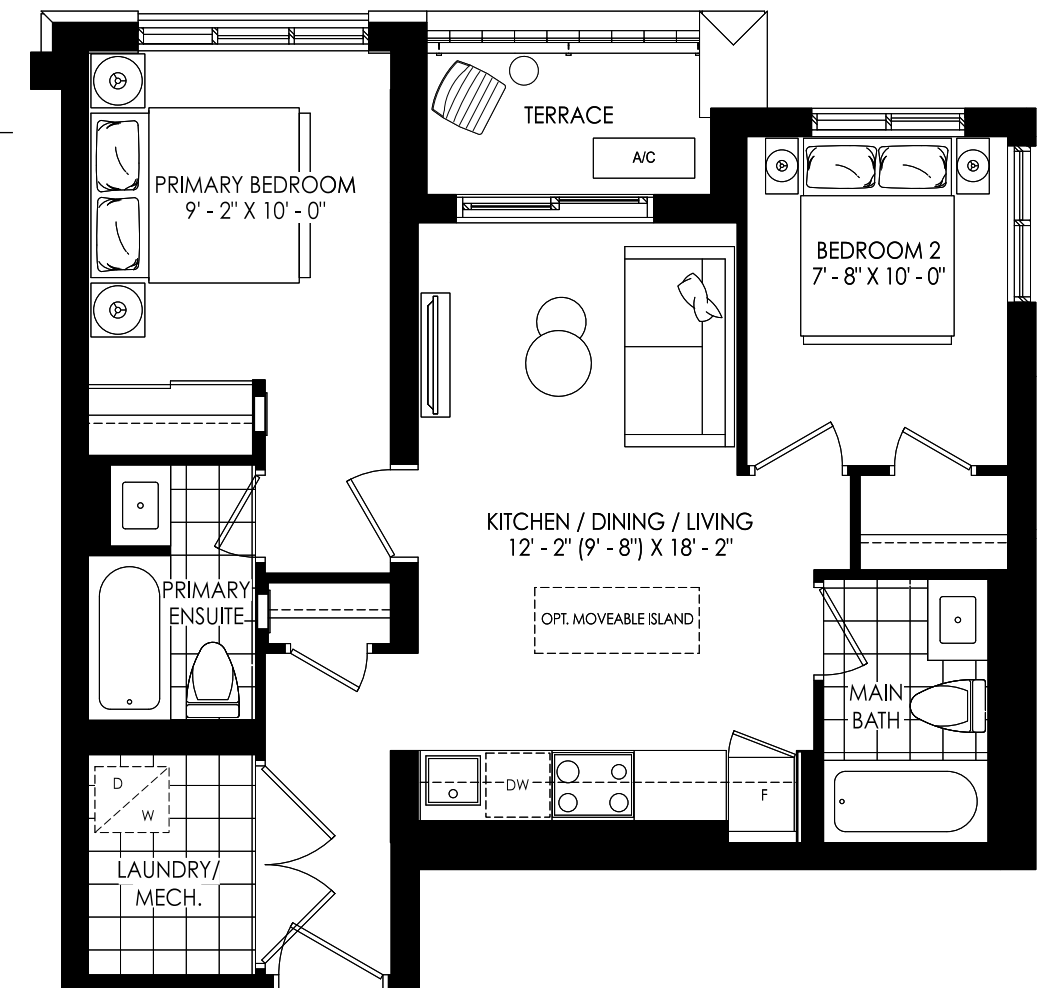 TERRACE
A/C
PRIMARY BEDROOM
9' - 2" X 10' - 0"
BEDROOM 2
7' - 8" X 10' - 0"
KITCHEN / DINING / LIVING
12' - 2" (9' - 8") X 18' - 2"
PRIMARY
ENSUITE
OPT. MOVEABLE ISLAND
MAIN
BATH
D
W
DW
F
LAUNDRY/
MECH.